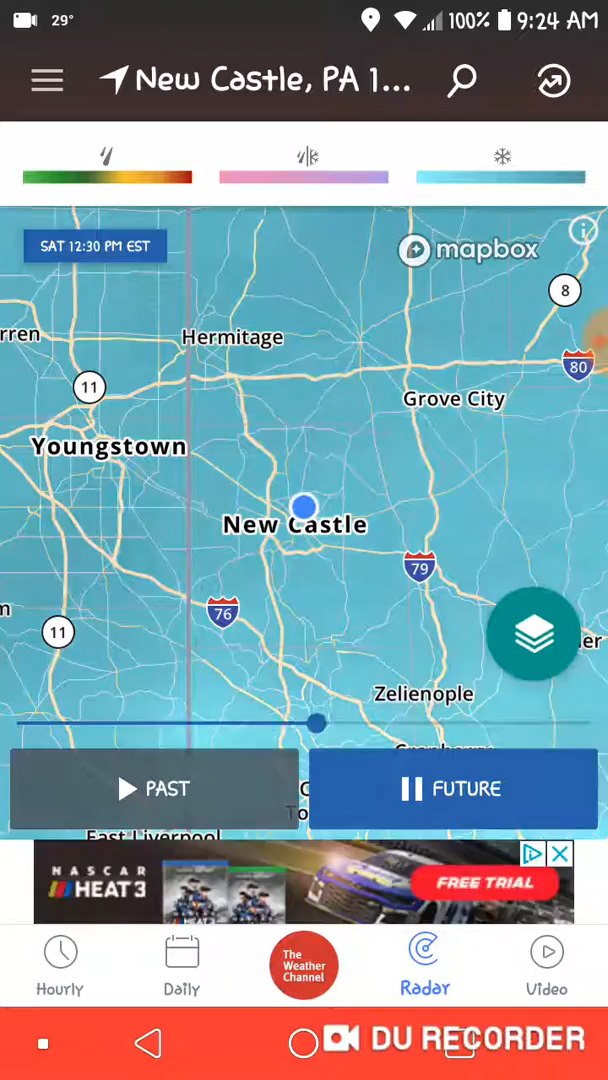 29° 100% 9:24 AM
New Castle, PA 1...
SAT 12:30 PM EST
mapbox
8
rren
Hermitage
80
11
Grove City
Youngstown
New Castle
79
76
11
ler
Zelienople
PAST
FUTURE
East Liverpool
NASCAR
HEAT 3
FREE TRIAL
The
Weather
Channel
Hourly
Daily
Radar
Video
DU RECORDER